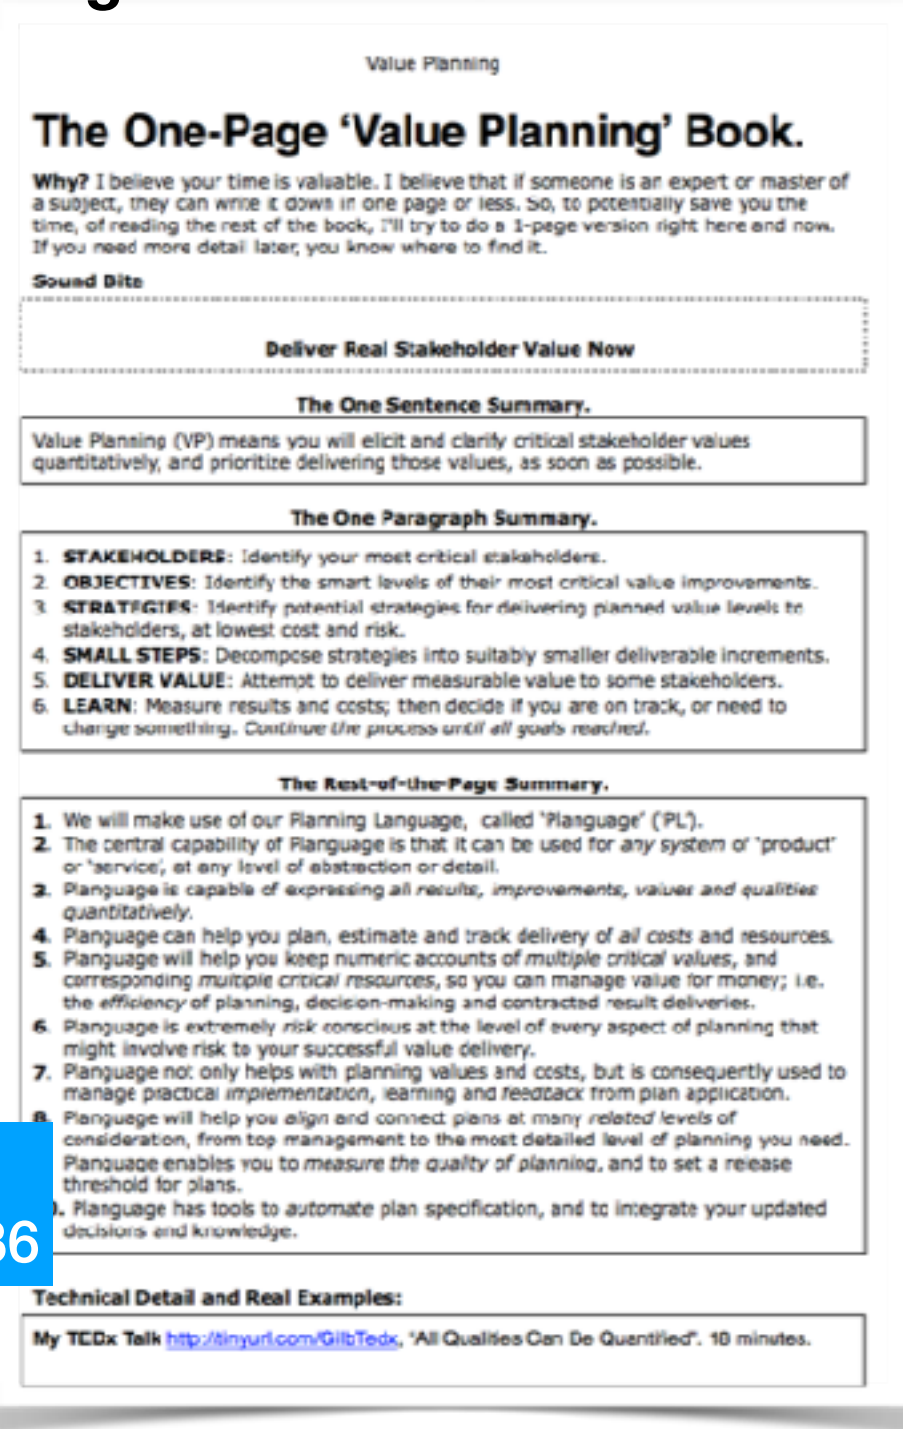 Value Planning
The One-Page ‘Value Planning’ Book.
Why? I believe your time is valuable. I believe that if someone is an expert or master of
a subject, they can write it down in one page or less. So, to potentially save you the
time, of reading the rest of the book, I'll try to do a 1-page version right here and now.
If you need more detail later, you know where to find it.
Sound Bite
Deliver Real Stakeholder Value Now
The One Sentence Summary.
Value Planning (VP) means you will elicit and clarify critical stakeholder values
quantitatively, and prioritize delivering those values, as soon as possible.
The One Paragraph Summary.
1. STAKEHOLDERS: Identify your most critical stakeholders.
2. OBJECTIVES: Identify the smart levels of their most critical value improvements.
3. STRATEGIES: Identify potential strategies for delivering planned value levels to
stakeholders, at lowest cost and risk.
4. SMALL STEPS: Decompose strategies into suitably smaller deliverable increments.
5. DELIVER VALUE: Attempt to deliver measurable value to some stakeholders.
6. LEARN: Measure results and costs; then decide if you are on track, or need to
change something. Continue the process until all goals reached.
The Rest-of-the-Page Summary.
1. We will make use of our Planning Language, called 'Planguage' ('PL').
2. The central capability of Planguage is that it can be used for any system or 'product'
or 'service', at any level of abstraction or detail.
3. Planguage is capable of expressing all results, improvements, values and qualities
quantitatively.
4. Planguage can help you plan, estimate and track delivery of all costs and resources.
5. Planguage will help you keep numeric accounts of multiple critical values, and
corresponding multiple critical resources, so you can manage value for money; i.e.
the efficiency of planning, decision-making and contracted result deliveries.
6. Planguage is extremely risk conscious at the level of every aspect of planning that
might involve risk to your successful value delivery.
7. Planguage not only helps with planning values and costs, but is consequently used to
manage practical implementation, learning and feedback from plan application.
8. Planguage will help you align and connect plans at many related levels of
consideration, from top management to the most detailed level of planning you need.
Planguage enables you to measure the quality of planning, and to set a release
threshold for plans.
. Planguage has tools to automate plan specification, and to integrate your updated
decisions and knowledge.
36
Technical Detail and Real Examples:
My TEDx Talk http://tinyurl.com/GilbTedx, "All Qualities Can Be Quantified". 18 minutes.